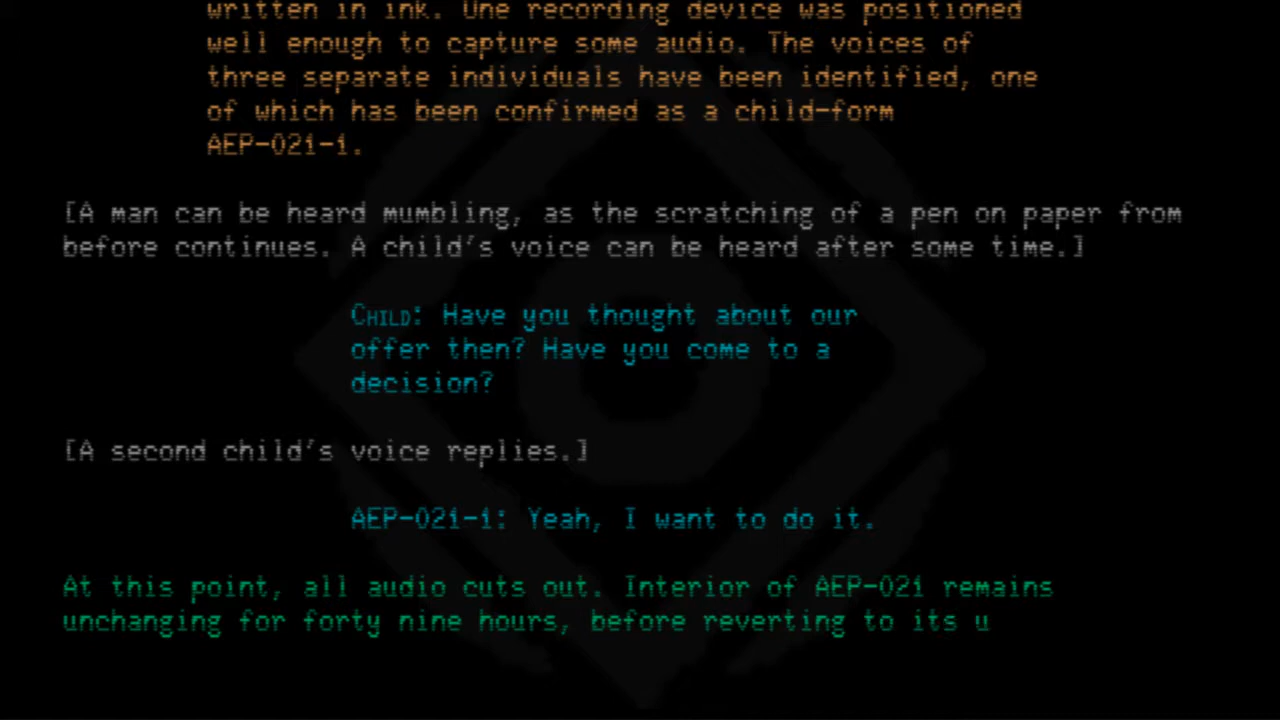 written in ink. One recording device was positioned
well enough to capture some audio. The voices of
three separate individuals have been identified, one
of which has been confirmed as a child-form
AEP-021-1.
[A man can be heard mumbling, as the scratching of a pen on paper from
before continues. A child's voice can be heard after some time.]
CHILD: Have you thought about our
offer then? Have you come to a
decision?
[A second child's voice replies.]
AEP-021-1: Yeah, I want to do it.
At this point, all audio cuts out. Interior of AEP-021 remains
unchanging for forty nine hours, before reverting to its u